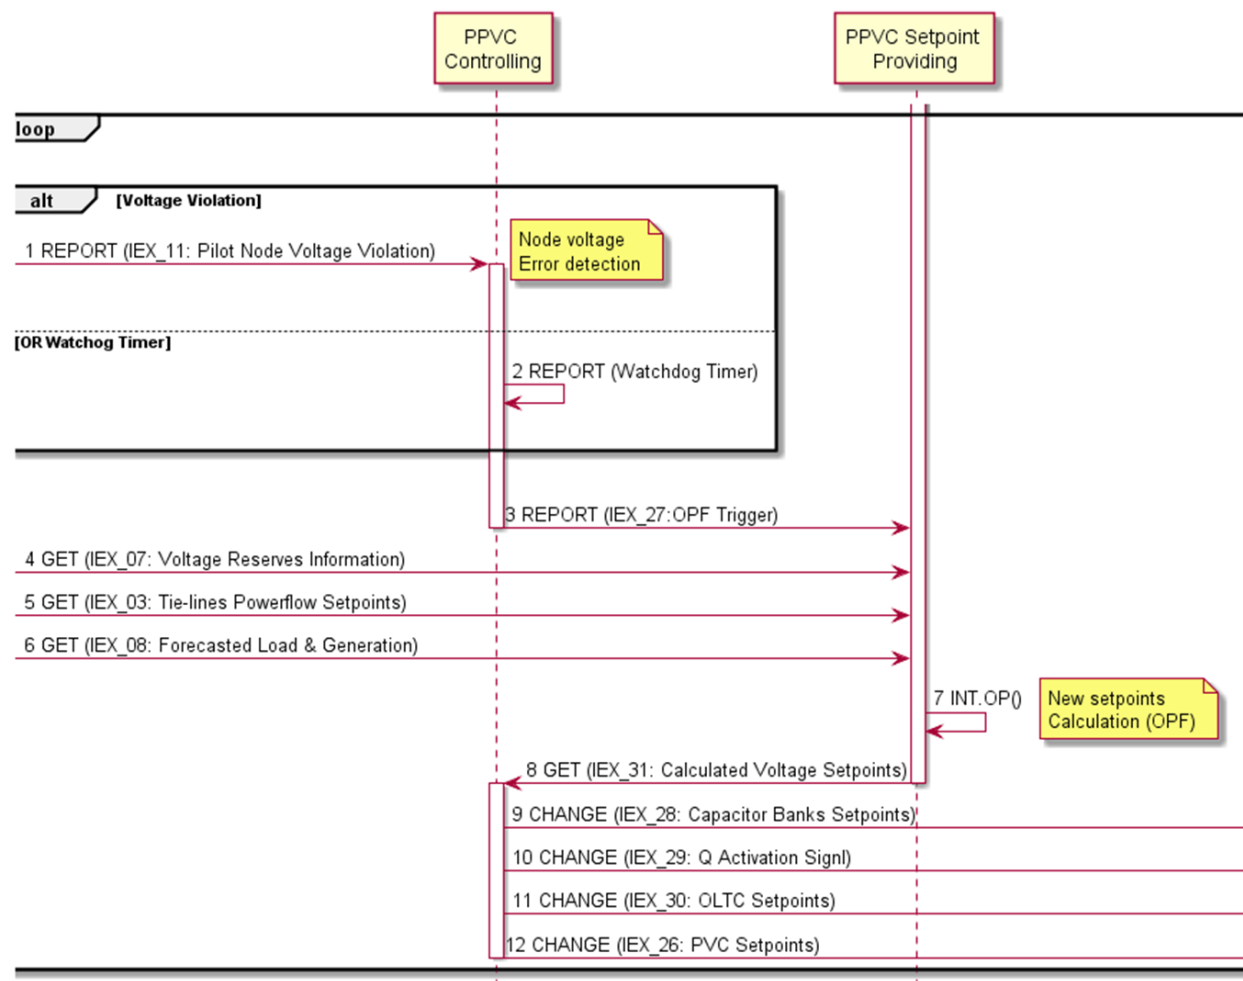 PPVC
Controlling
PPVC Setpoint
Providing
loop
alt
[Voltage Violation]
1 REPORT (IEX_11: Pilot Node Voltage Violation)
Node voltage
Error detection
[OR Watchog Timer]
2 REPORT (Watchdog Timer)
3 REPORT (IEX_27:OPF Trigger)
4 GET (IEX_07: Voltage Reserves Information)
5 GET (IEX_03: Tie-lines Powerflow Setpoints)
6 GET (IEX_08: Forecasted Load & Generation)
7 INT.OP()
New setpoints
Calculation (OPF)
8 GET (IEX_31: Calculated Voltage Setpoints)
9 CHANGE (IEX_28: Capacitor Banks Setpoints)
10 CHANGE (IEX_29: Q Activation Signl)
11 CHANGE (IEX_30: OLTC Setpoints)
12 CHANGE (IEX_26: PVC Setpoints)